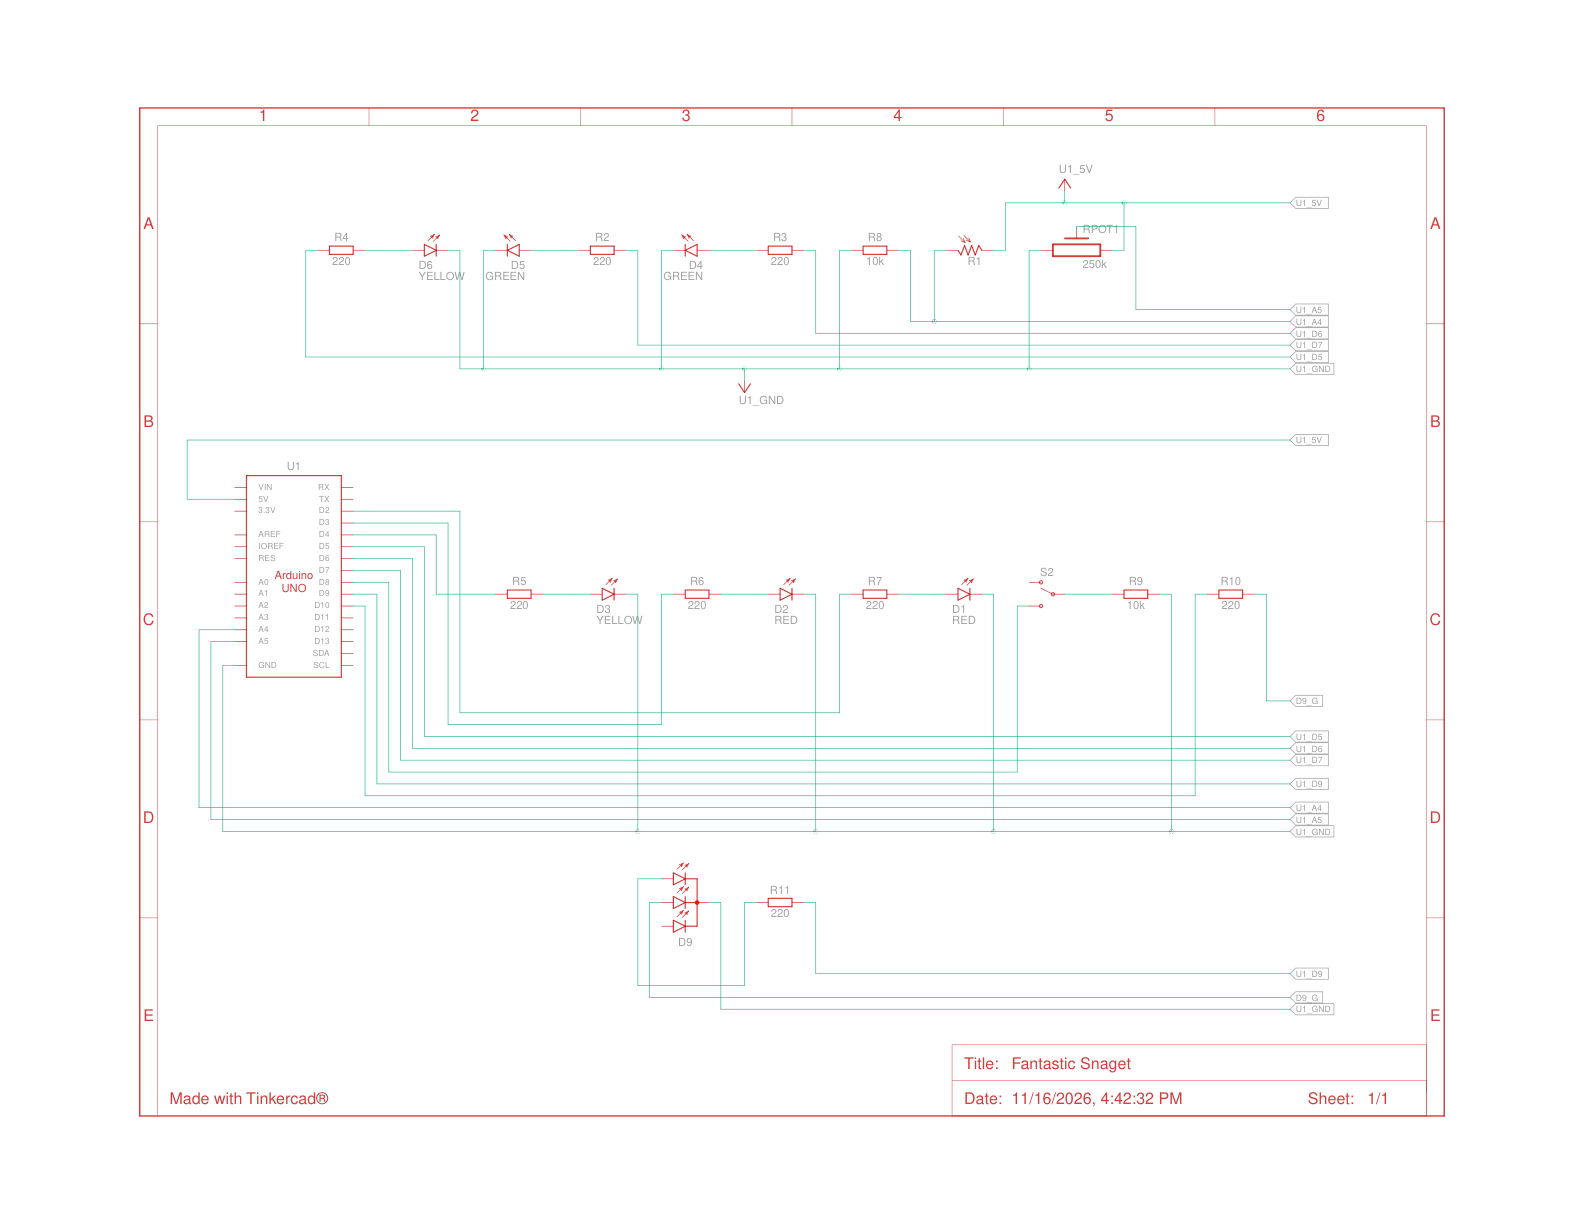 1 2 3 4 5 6
A A
U1_5V
U1_5V
RPOT1
250k
R4
220
D6
YELLOW
D5
GREEN
R2
220
D4
GREEN
R3
220
R8
10k
R1
U1_A5
U1_A4
U1_D6
U1_D7
U1_D5
U1_GND
U1_GND
B B
U1_5V
U1
VIN RX
5V TX
3.3V D2
D3
AREF D4
IOREF D5
RES D6
D7
Arduino
UNO
A0 D8
A1 D9
A2 D10
A3 D11
A4 D12
A5 D13
SDA
GND SCL
C C
R5
220
D3
YELLOW
R6
220
D2
RED
R7
220
D1
RED
S2
R9
10k
R10
220
D9_G
U1_D5
U1_D6
U1_D7
U1_D9
U1_A4
U1_A5
U1_GND
D D
D9
R11
220
U1_D9
D9_G
U1_GND
E E
Title: Fantastic Snaget
Date: 11/16/2026, 4:42:32 PM Sheet: 1/1
Made with Tinkercad®